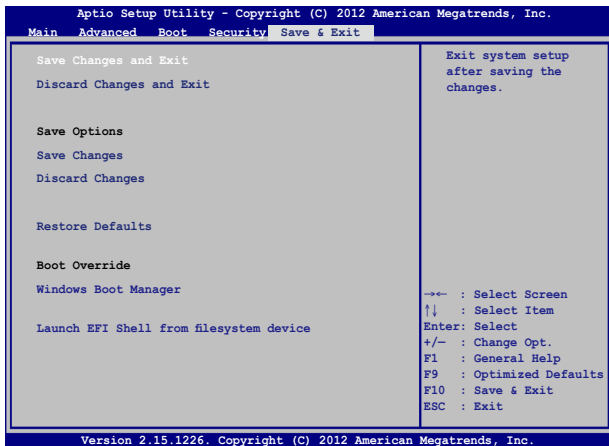 Aptio Setup Utility - Copyright (C) 2012 American Megatrends, Inc.
Main Advanced Boot Security Save & Exit
Save Changes and Exit
Discard Changes and Exit
Save Options
Save Changes
Discard Changes
Restore Defaults
Boot Override
Windows Boot Manager
Launch EFI Shell from filesystem device
Exit system setup
after saving the
changes.
→← : Select Screen
↑↓ : Select Item
Enter: Select
+/— : Change Opt.
F1 : General Help
F9 : Optimized Defaults
F10 : Save & Exit
ESC : Exit
Version 2.15.1226. Copyright (C) 2012 American Megatrends, Inc.